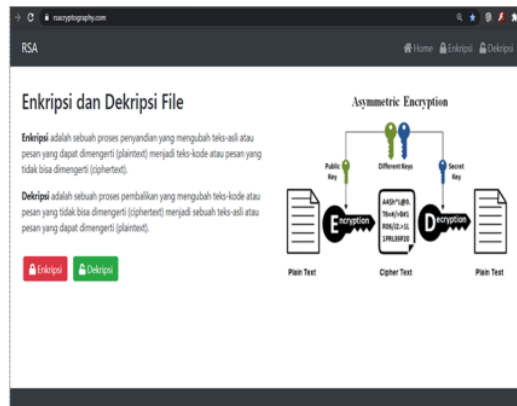 rsacryptography.com
RSA
Home Enkripsi Dekripsi
Enkripsi dan Dekripsi File
Enkripsi adalah sebuah proses penyandian yang mengubah teks-asli atau
pesan yang dapat dimengerti (plaintext) menjadi teks-kode atau pesan yang
tidak bisa dimengerti (ciphertext).
Dekripsi adalah sebuah proses pembalikan yang mengubah teks-kode atau
pesan yang tidak bisa dimengerti (ciphertext) menjadi sebuah teks-asli atau
pesan yang dapat dimengerti (plaintext).
Enkripsi Dekripsi
Asymmetric Encryption
Public
Key
Different Keys
Secret
Key
Encryption
Decryption
Plain Text
Cipher Text
Plain Text